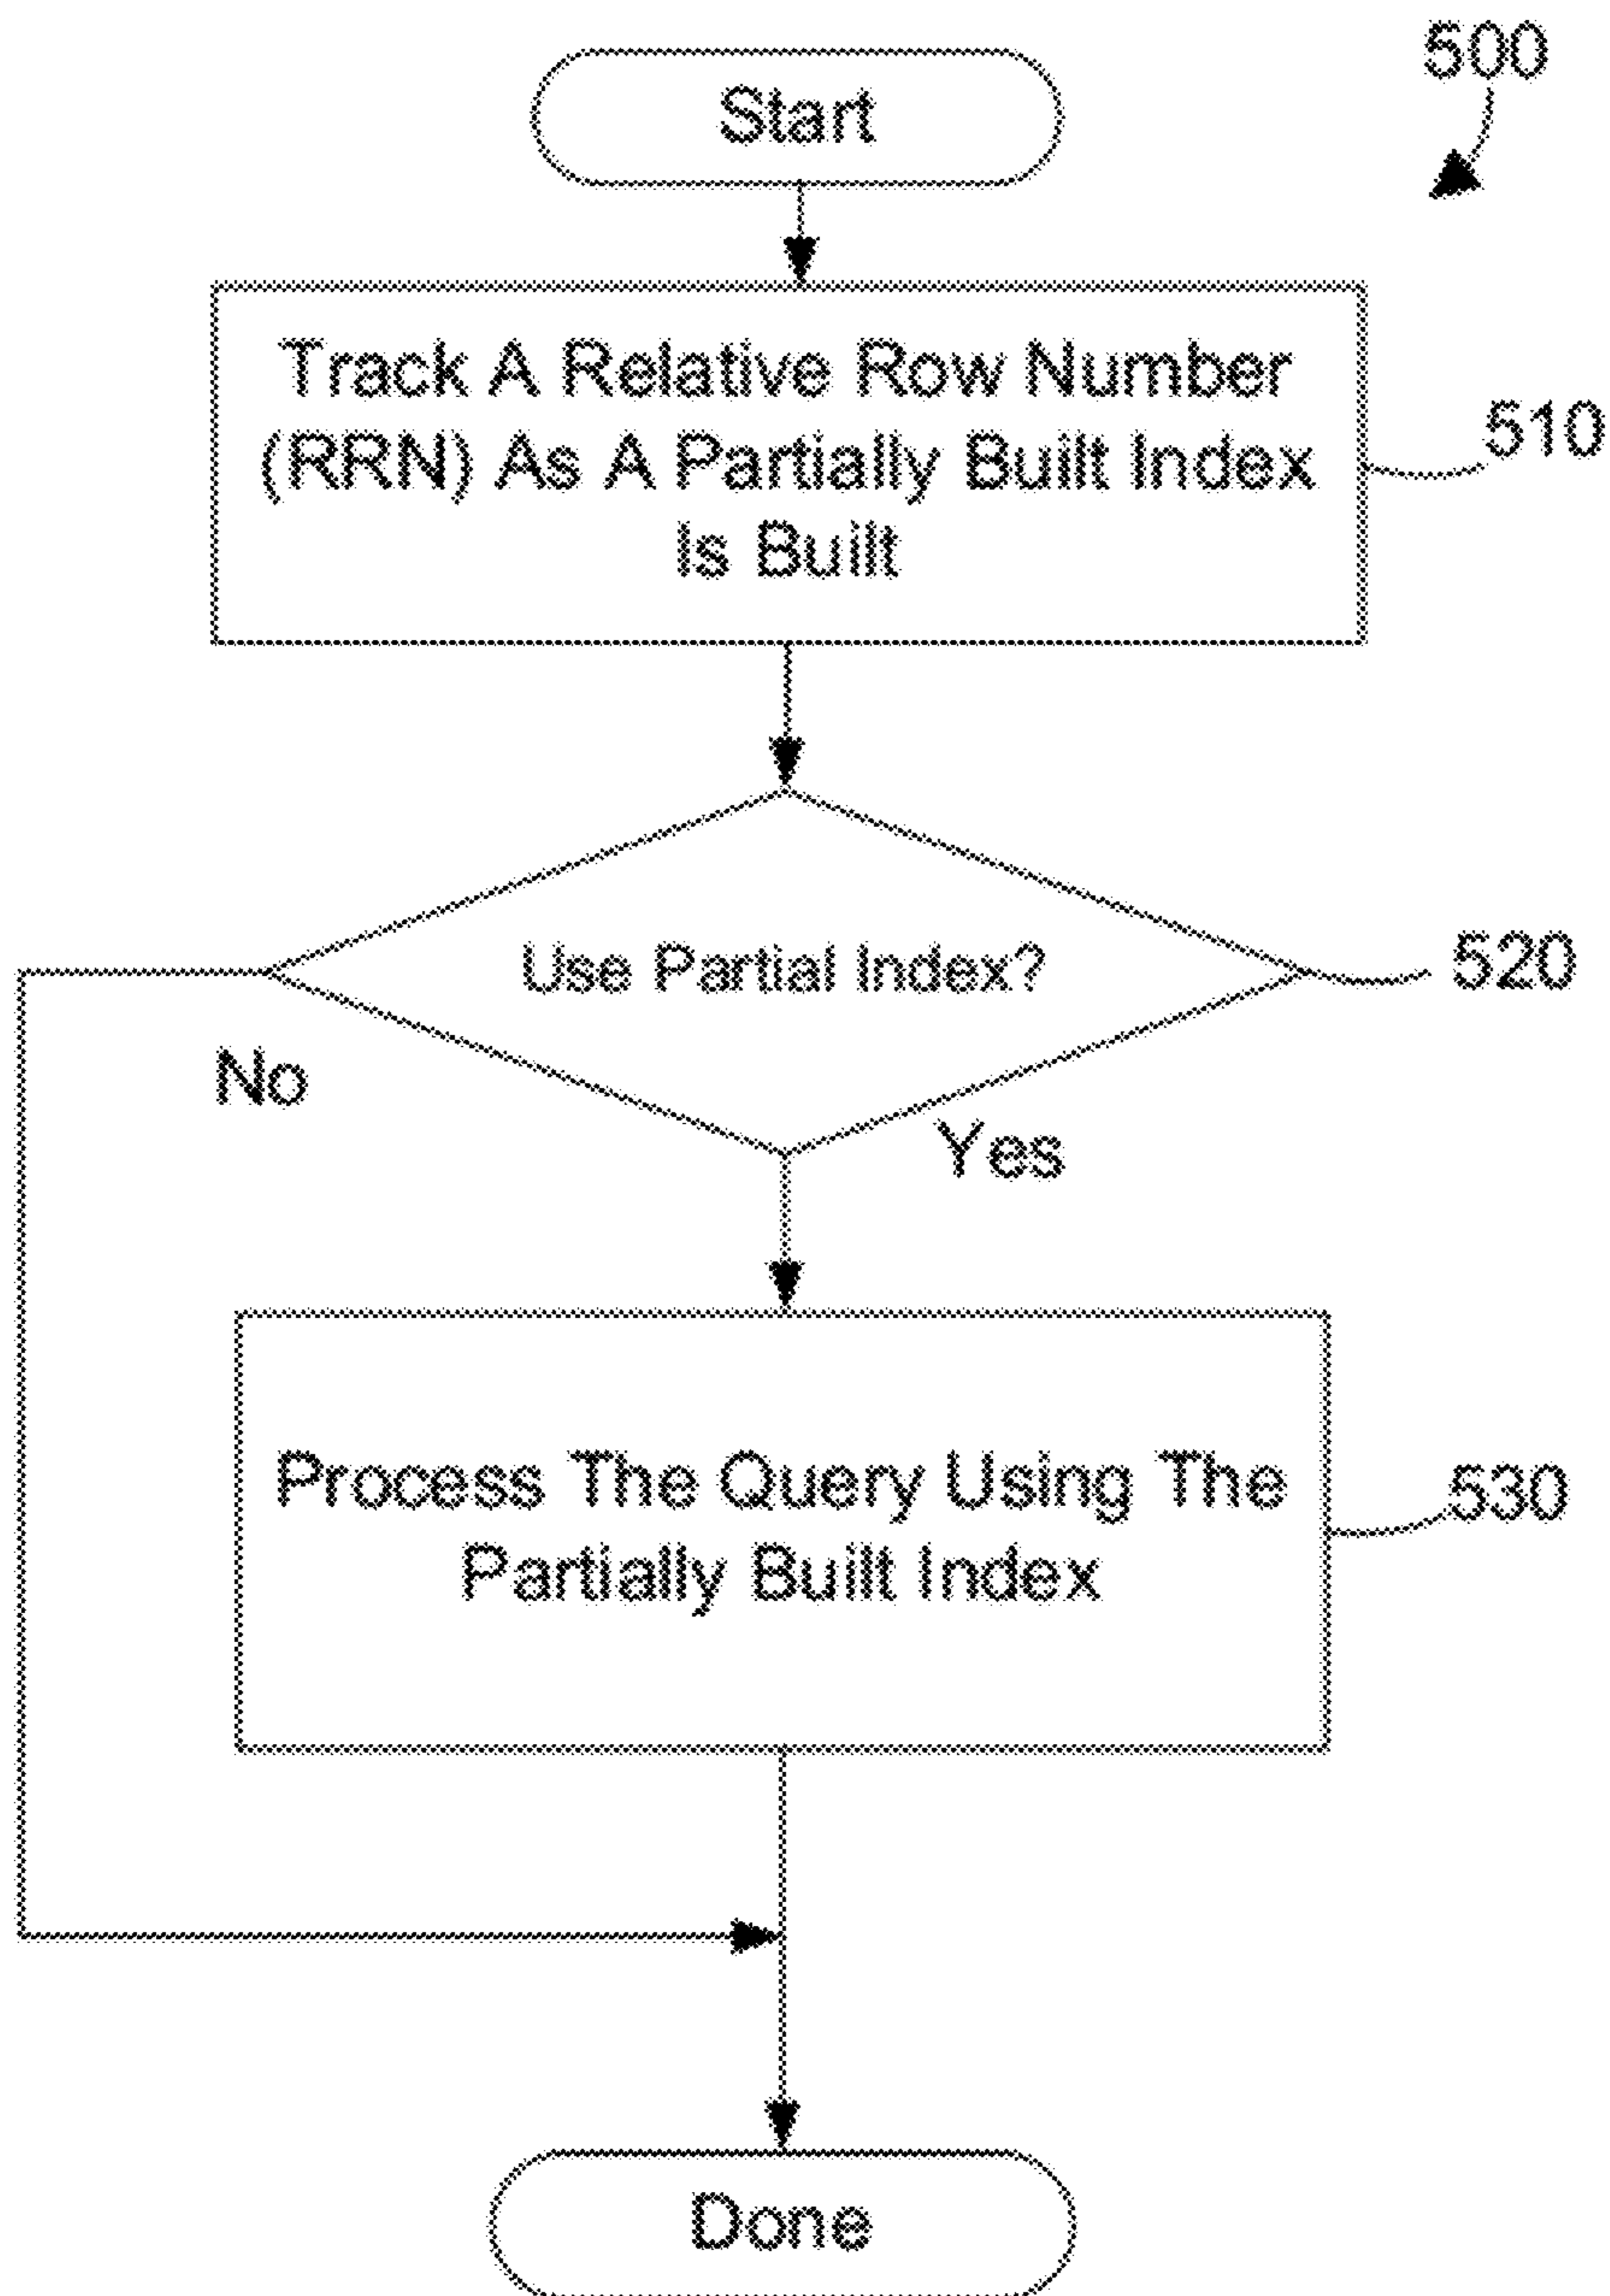 500
Start
Track A Relative Row Number
(RRN) As A Partially Built Index
Is Built
510
Use Partial Index?
520
No
Yes
Process The Query Using The
Partially Built Index
530
Done